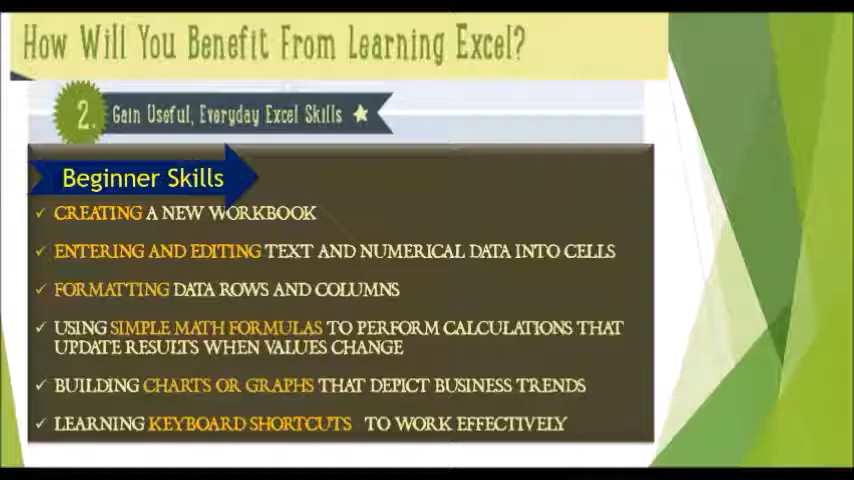 How Will You Benefit From Learning Excel?
2. Gain Useful, Everyday Excel Skills
Beginner Skills
✓ CREATING A NEW WORKBOOK
✓ ENTERING AND EDITING TEXT AND NUMERICAL DATA INTO CELLS
✓ FORMATTING DATA ROWS AND COLUMNS
✓ USING SIMPLE MATH FORMULAS TO PERFORM CALCULATIONS THAT
UPDATE RESULTS WHEN VALUES CHANGE
✓ BUILDING CHARTS OR GRAPHS THAT DEPICT BUSINESS TRENDS
✓ LEARNING KEYBOARD SHORTCUTS TO WORK EFFECTIVELY